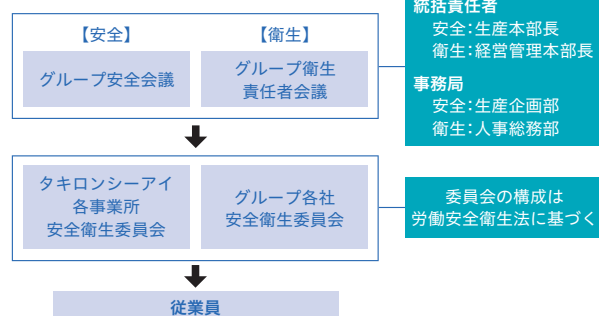 【安全】
【衛生】
グループ安全会議
グループ衛生
責任者会議
統括責任者
安全：生産本部長
衛生：経営管理本部長
事務局
安全：生産企画部
衛生：人事総務部
タキロンシーアイ
各事業所
安全衛生委員会
グループ各社
安全衛生委員会
委員会の構成は
労働安全衛生法に基づく
従業員